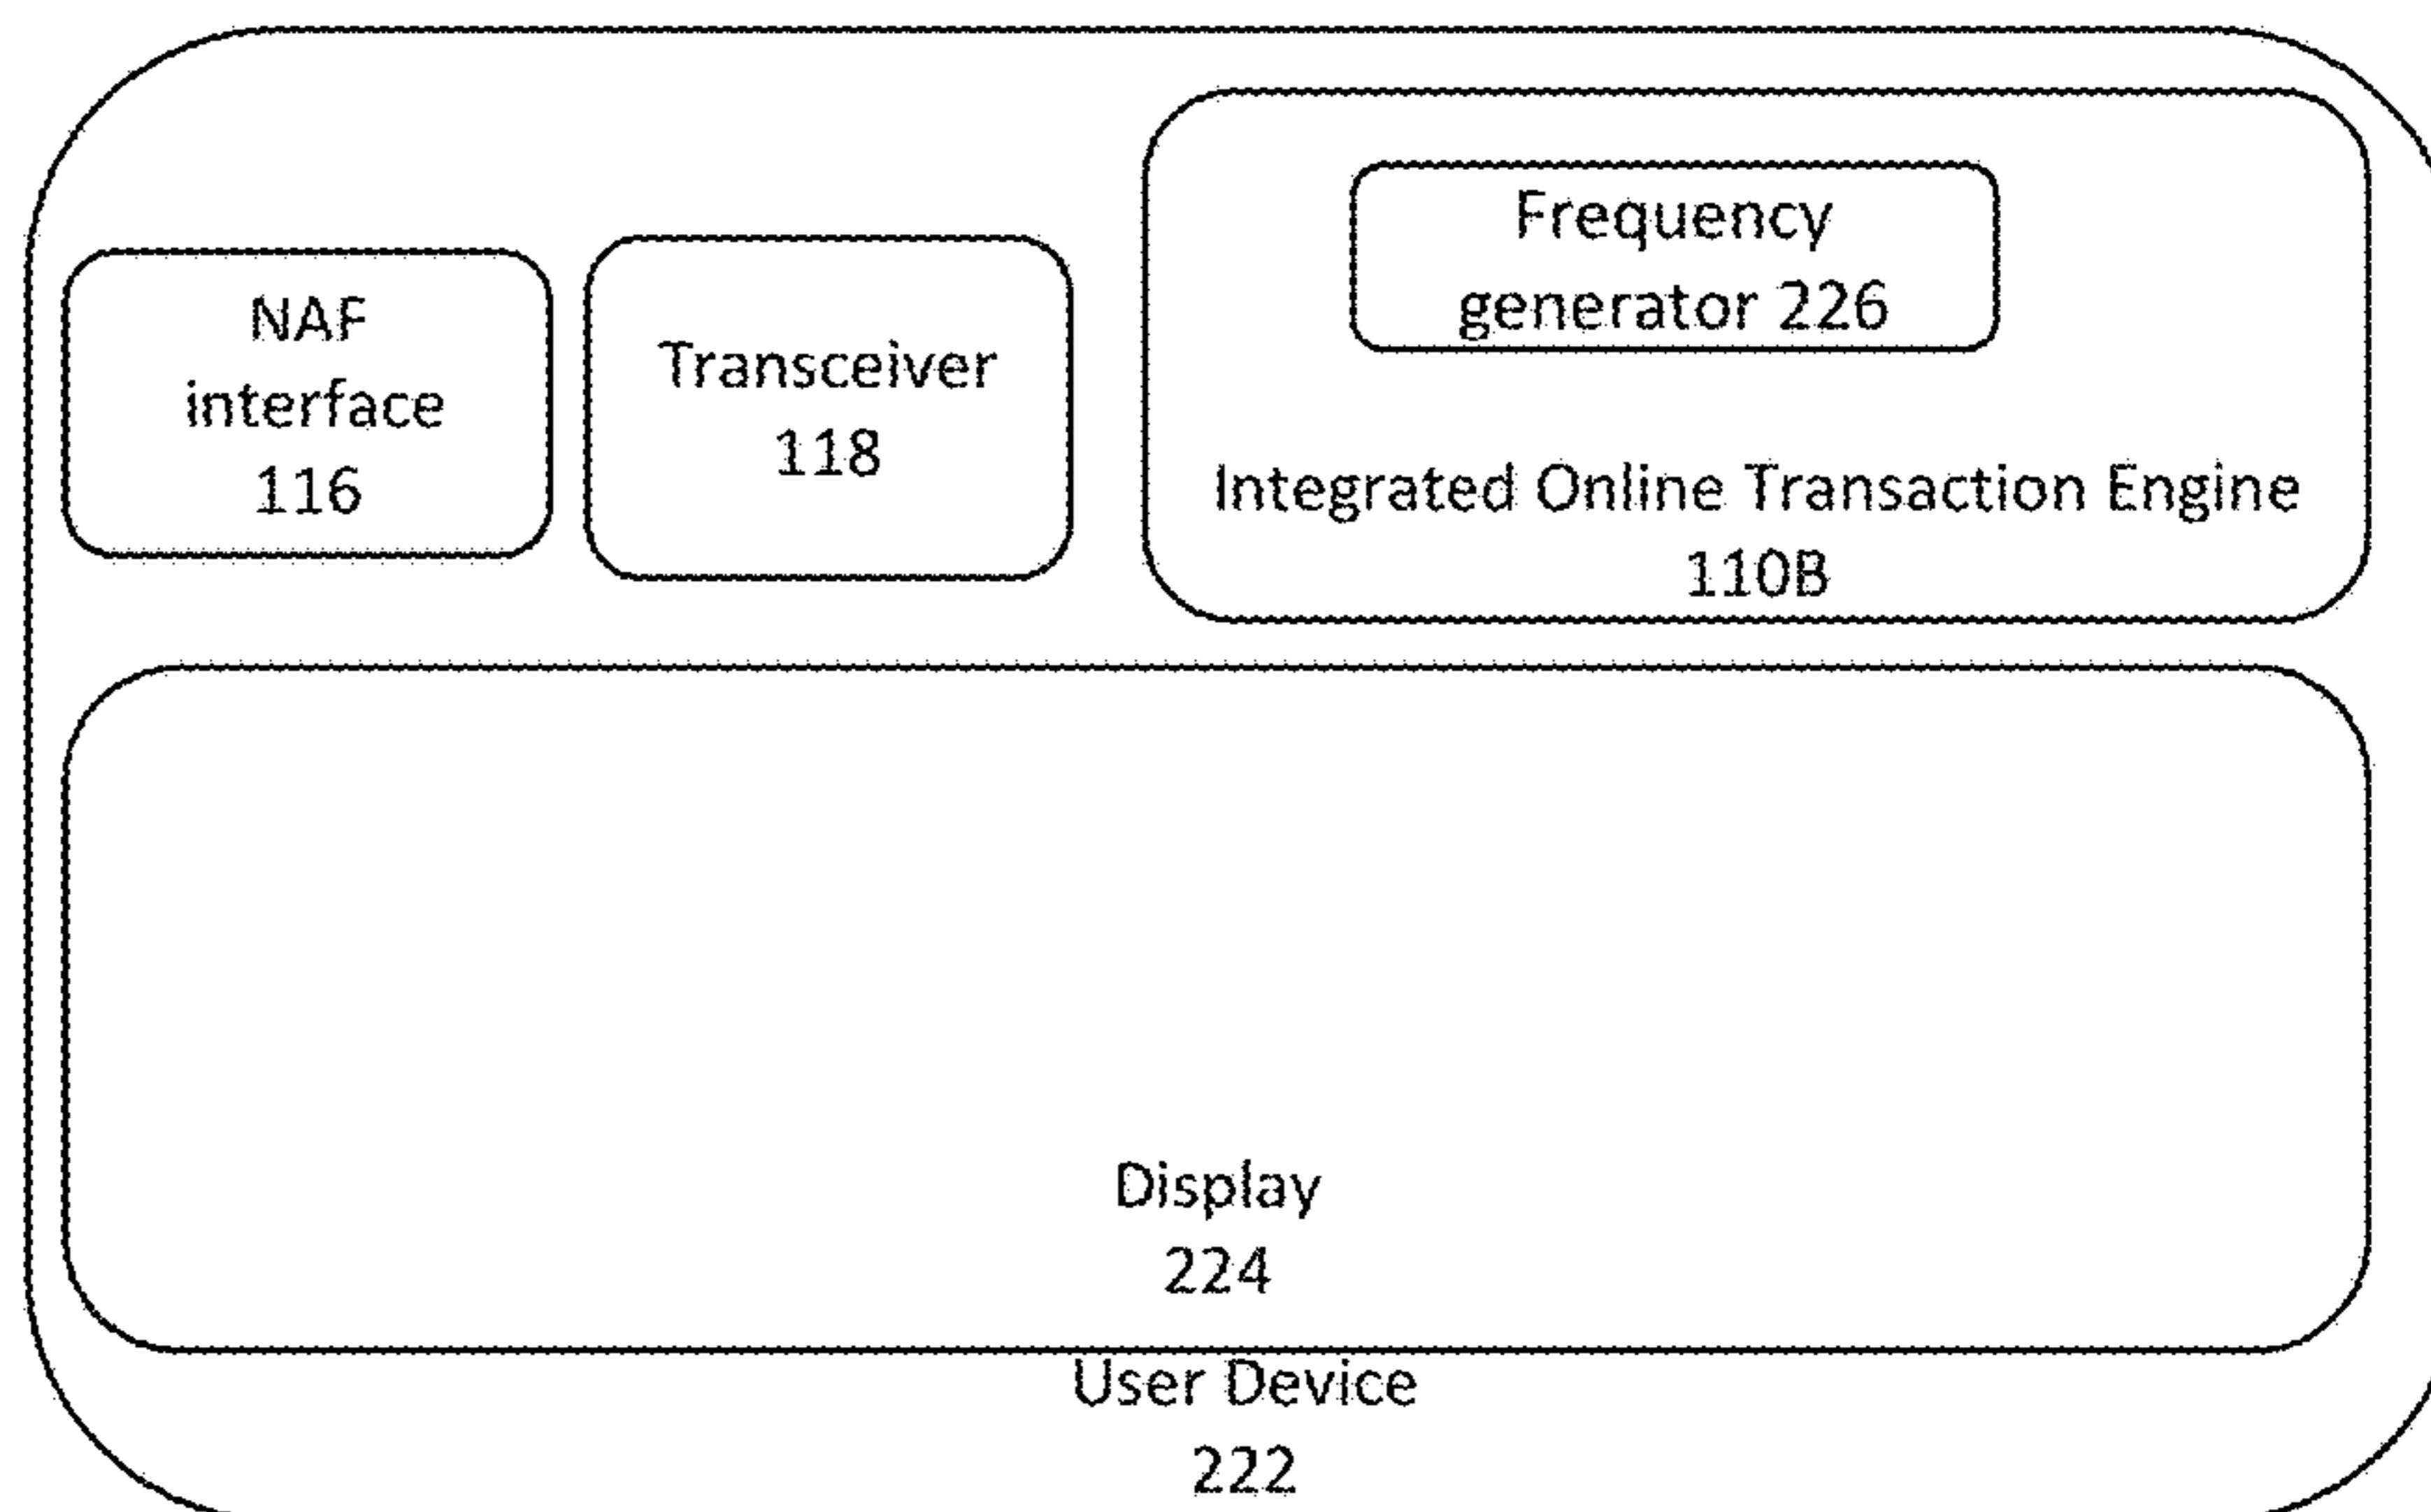 NAF
interface
116
Transceiver
118
Frequency
generator 226
Integrated Online Transaction Engine
110B
Display
224
User Device
222